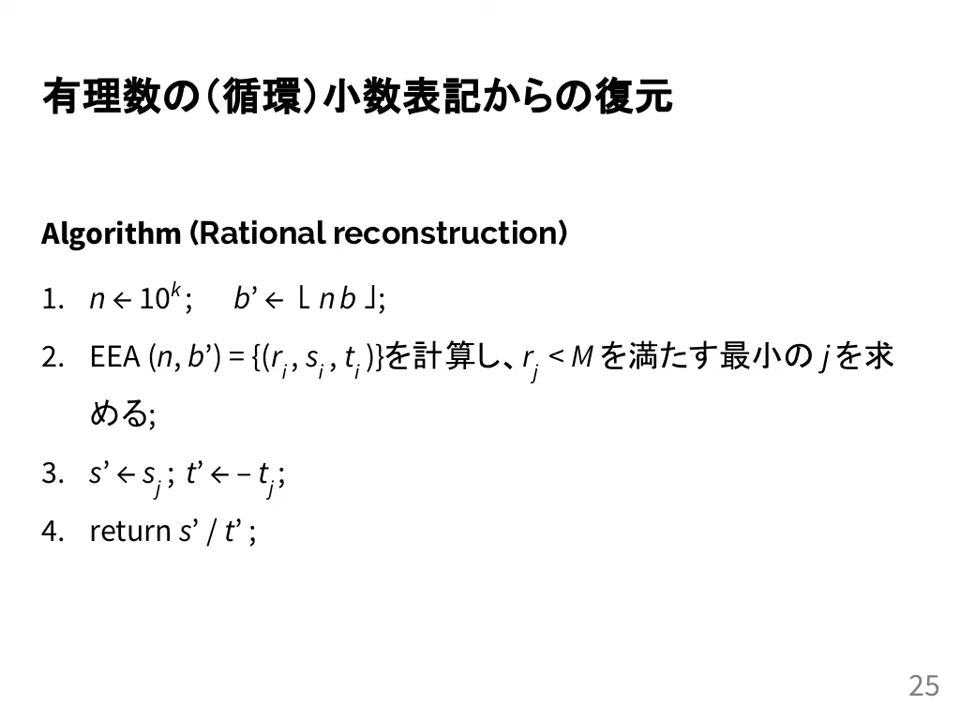 有理数の（循環）小数表記からの復元
Algorithm (Rational reconstruction)
1. n ← 10^k ; b’ ← ⌊ n b ⌋;
2. EEA (n, b’) = {(r_i , s_i , t_i )}を計算し、r_j < M を満たす最小の j を求
める;
3. s’ ← s_j ; t’ ← – t_j ;
4. return s’ / t’ ;
25